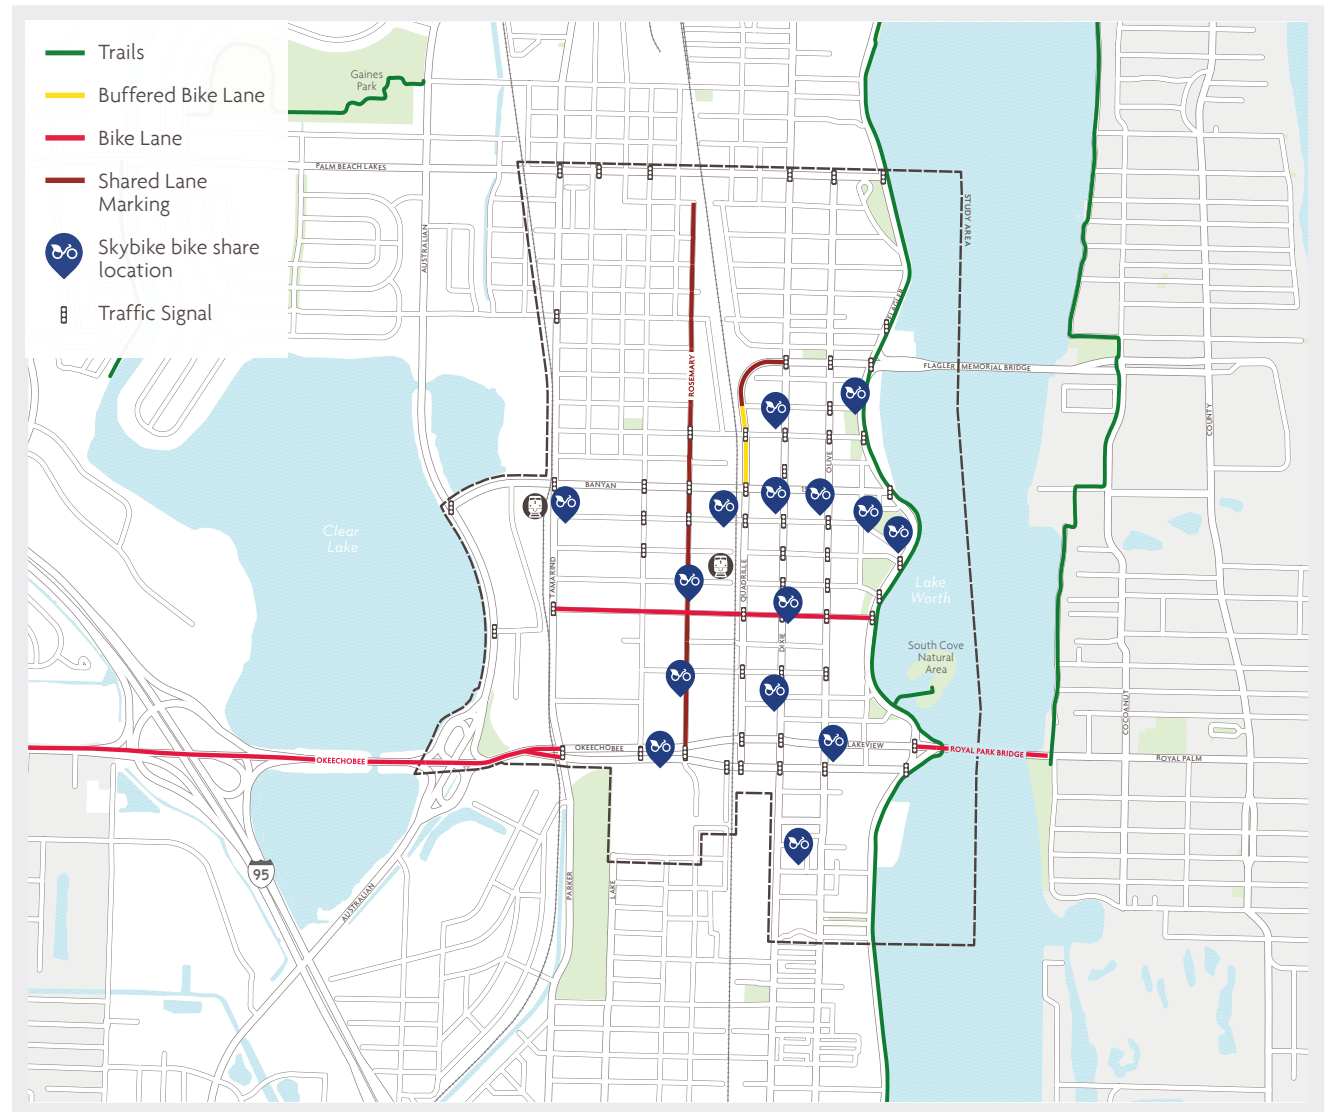 Trails
Buffered Bike Lane
Bike Lane
Shared Lane
Marking
Skybike bike share
location
Traffic Signal
Gaines
Park
PALM BEACH LAKES
AUSTRALIAN
STUDY AREA
FLAGLER
FLAGLER MEMORIAL BRIDGE
ROSEMARY
COUNTY
OLIVE
BANYAN
Clear
Lake
TAMARIND
QUADRILLE
Lake
Worth
DIXIE
South Cove
Natural
Area
COCOANUT
OKEECHOBEE
LAKEVIEW
ROYAL PARK BRIDGE
ROYAL PALM
OKEECHOBEE
95
AUSTRALIAN
PARKER
LAKE